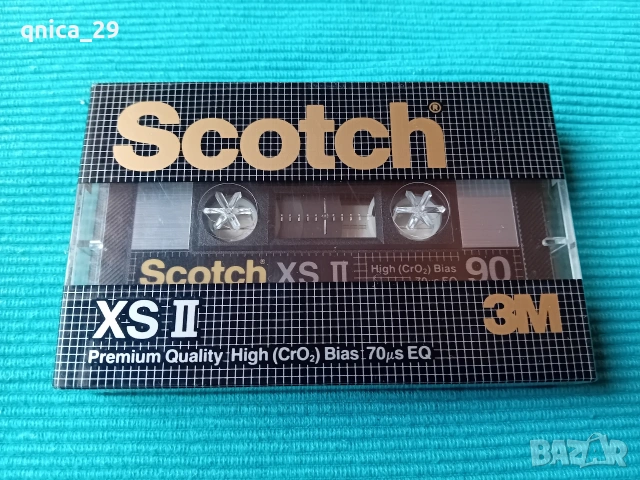 qnica_29
Scotch®
Scotch XS II High (CrO₂) Bias 90
XS II 3M
Premium Quality High (CrO₂) Bias 70μs EQ
BAZAR